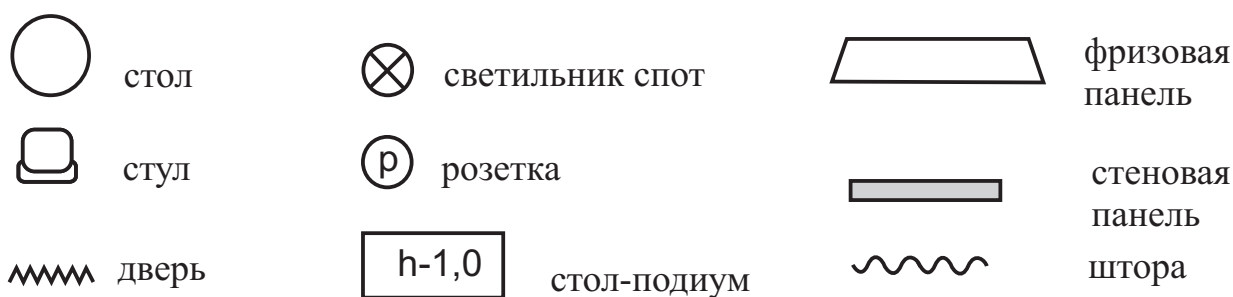 стол
светильник спот
фризовая
панель
стул
p розетка
стеновая
панель
дверь
h-1,0 стол-подиум
штора